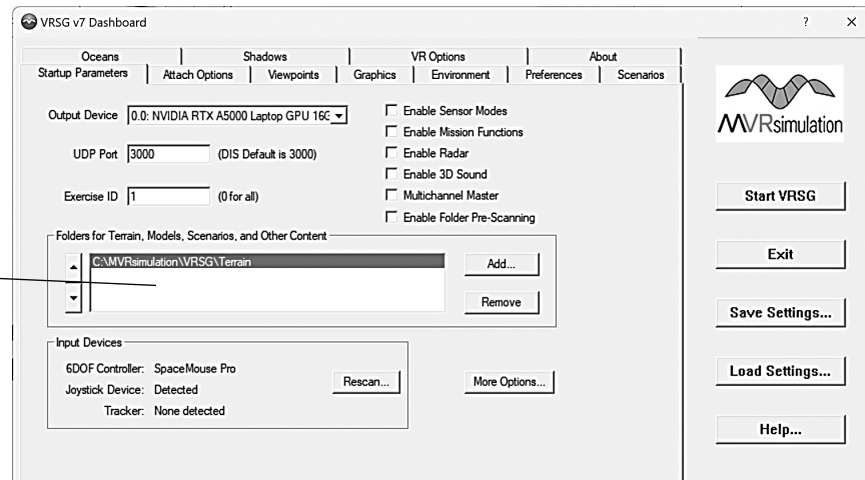 VRSG v7 Dashboard
? ×
Oceans Shadows VR Options About
Startup Parameters Attach Options Viewpoints Graphics Environment Preferences Scenarios
Output Device 0.0: NVIDIA RTX A5000 Laptop GPU 16G
UDP Port 3000 (DIS Default is 3000)
Exercise ID 1 (0 for all)
Enable Sensor Modes
Enable Mission Functions
Enable Radar
Enable 3D Sound
Multichannel Master
Enable Folder Pre-Scanning
Folders for Terrain, Models, Scenarios, and Other Content
C:\MVRsimulation\VRSG\Terrain
Add...
Remove
Input Devices
6DOF Controller: SpaceMouse Pro
Joystick Device: Detected
Tracker: None detected
Rescan...
More Options...
MVRsimulation
Start VRSG
Exit
Save Settings...
Load Settings...
Help...